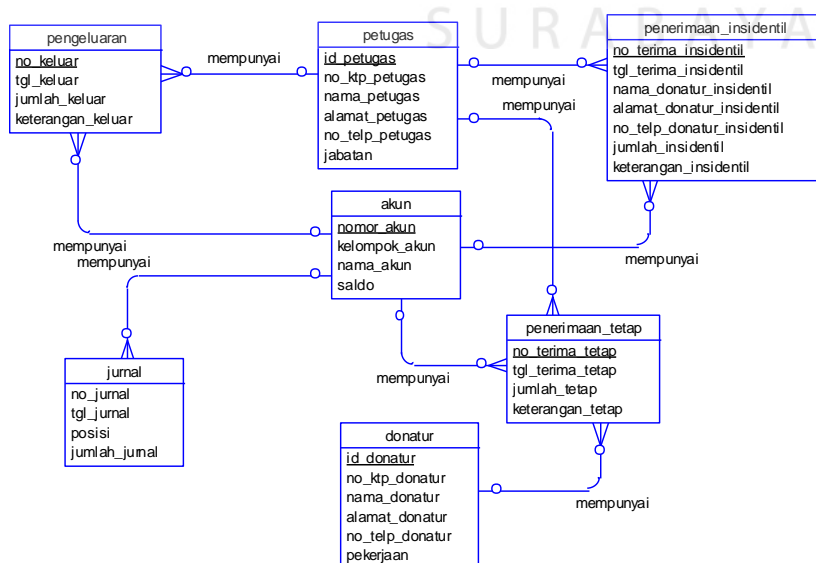 SURABAYA
pengeluaran
no_keluar
tgl_keluar
jumlah_keluar
keterangan_keluar
mempunyai
petugas
id_petugas
no_ktp_petugas
nama_petugas
alamat_petugas
no_telp_petugas
jabatan
mempunyai
mempunyai
penerimaan_insidentil
no_terima_insidentil
tgl_terima_insidentil
nama_donatur_insidentil
alamat_donatur_insidentil
no_telp_donatur_insidentil
jumlah_insidentil
keterangan_insidentil
mempunyai
mempunyai
akun
nomor_akun
kelompok_akun
nama_akun
saldo
mempunyai
jurnal
no_jurnal
tgl_jurnal
posisi
jumlah_jurnal
mempunyai
penerimaan_tetap
no_terima_tetap
tgl_terima_tetap
jumlah_tetap
keterangan_tetap
donatur
id_donatur
no_ktp_donatur
nama_donatur
alamat_donatur
no_telp_donatur
pekerjaan
mempunyai